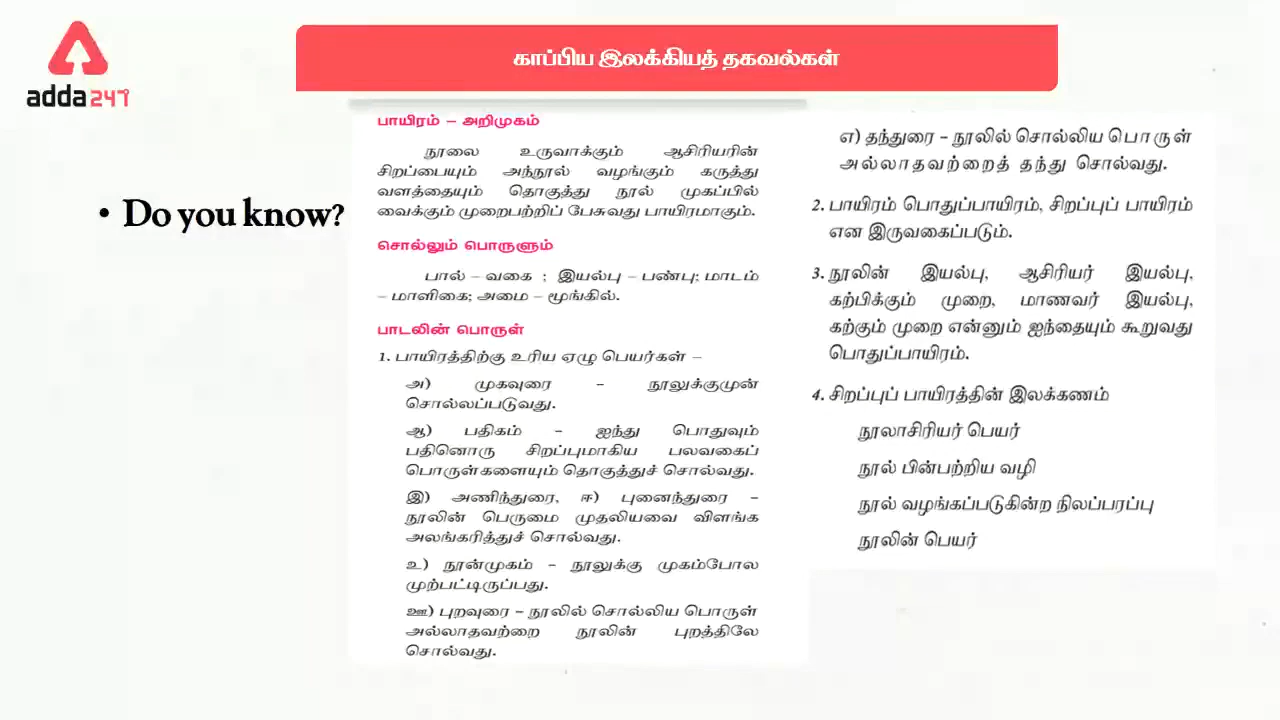 adda247
காப்பிய இலக்கியத் தகவல்கள்
• Do you know?
பாயிரம் – அறிமுகம்
நூலை உருவாக்கும் ஆசிரியரின்
சிறப்பையும் அந்நூல் வழங்கும் கருத்து
வளத்தையும் தொகுத்து நூல் முகப்பில்
வைக்கும் முறைபற்றிப் பேசுவது பாயிரமாகும்.
சொல்லும் பொருளும்
பால் – வகை ; இயல்பு – பண்பு; மாடம்
– மாளிகை; அமை – மூங்கில்.
பாடலின் பொருள்
1. பாயிரத்திற்கு உரிய ஏழு பெயர்கள் –
அ) முகவுரை – நூலுக்குமுன்
சொல்லப்படுவது.
ஆ) பதிகம் – ஐந்து பொதுவும்
பதினொரு சிறப்புமாகிய பலவகைப்
பொருள்களையும் தொகுத்துச் சொல்வது.
இ) அணிந்துரை, ஈ) புனைந்துரை –
நூலின் பெருமை முதலியவை விளங்க
அலங்கரித்துச் சொல்வது.
உ) நூன்முகம் – நூலுக்கு முகம்போல
முற்பட்டிருப்பது.
ஊ) புறவுரை – நூலில் சொல்லிய பொருள்
அல்லாதவற்றை நூலின் புறத்திலே
சொல்வது.
எ) தந்துரை – நூலில் சொல்லிய பொருள்
அல்லாதவற்றைத் தந்து சொல்வது.
2. பாயிரம் பொதுப்பாயிரம், சிறப்புப் பாயிரம்
என இருவகைப்படும்.
3. நூலின் இயல்பு, ஆசிரியர் இயல்பு,
கற்பிக்கும் முறை, மாணவர் இயல்பு,
கற்கும் முறை என்னும் ஐந்தையும் கூறுவது
பொதுப்பாயிரம்.
4. சிறப்புப் பாயிரத்தின் இலக்கணம்
நூலாசிரியர் பெயர்
நூல் பின்பற்றிய வழி
நூல் வழங்கப்படுகின்ற நிலப்பரப்பு
நூலின் பெயர்